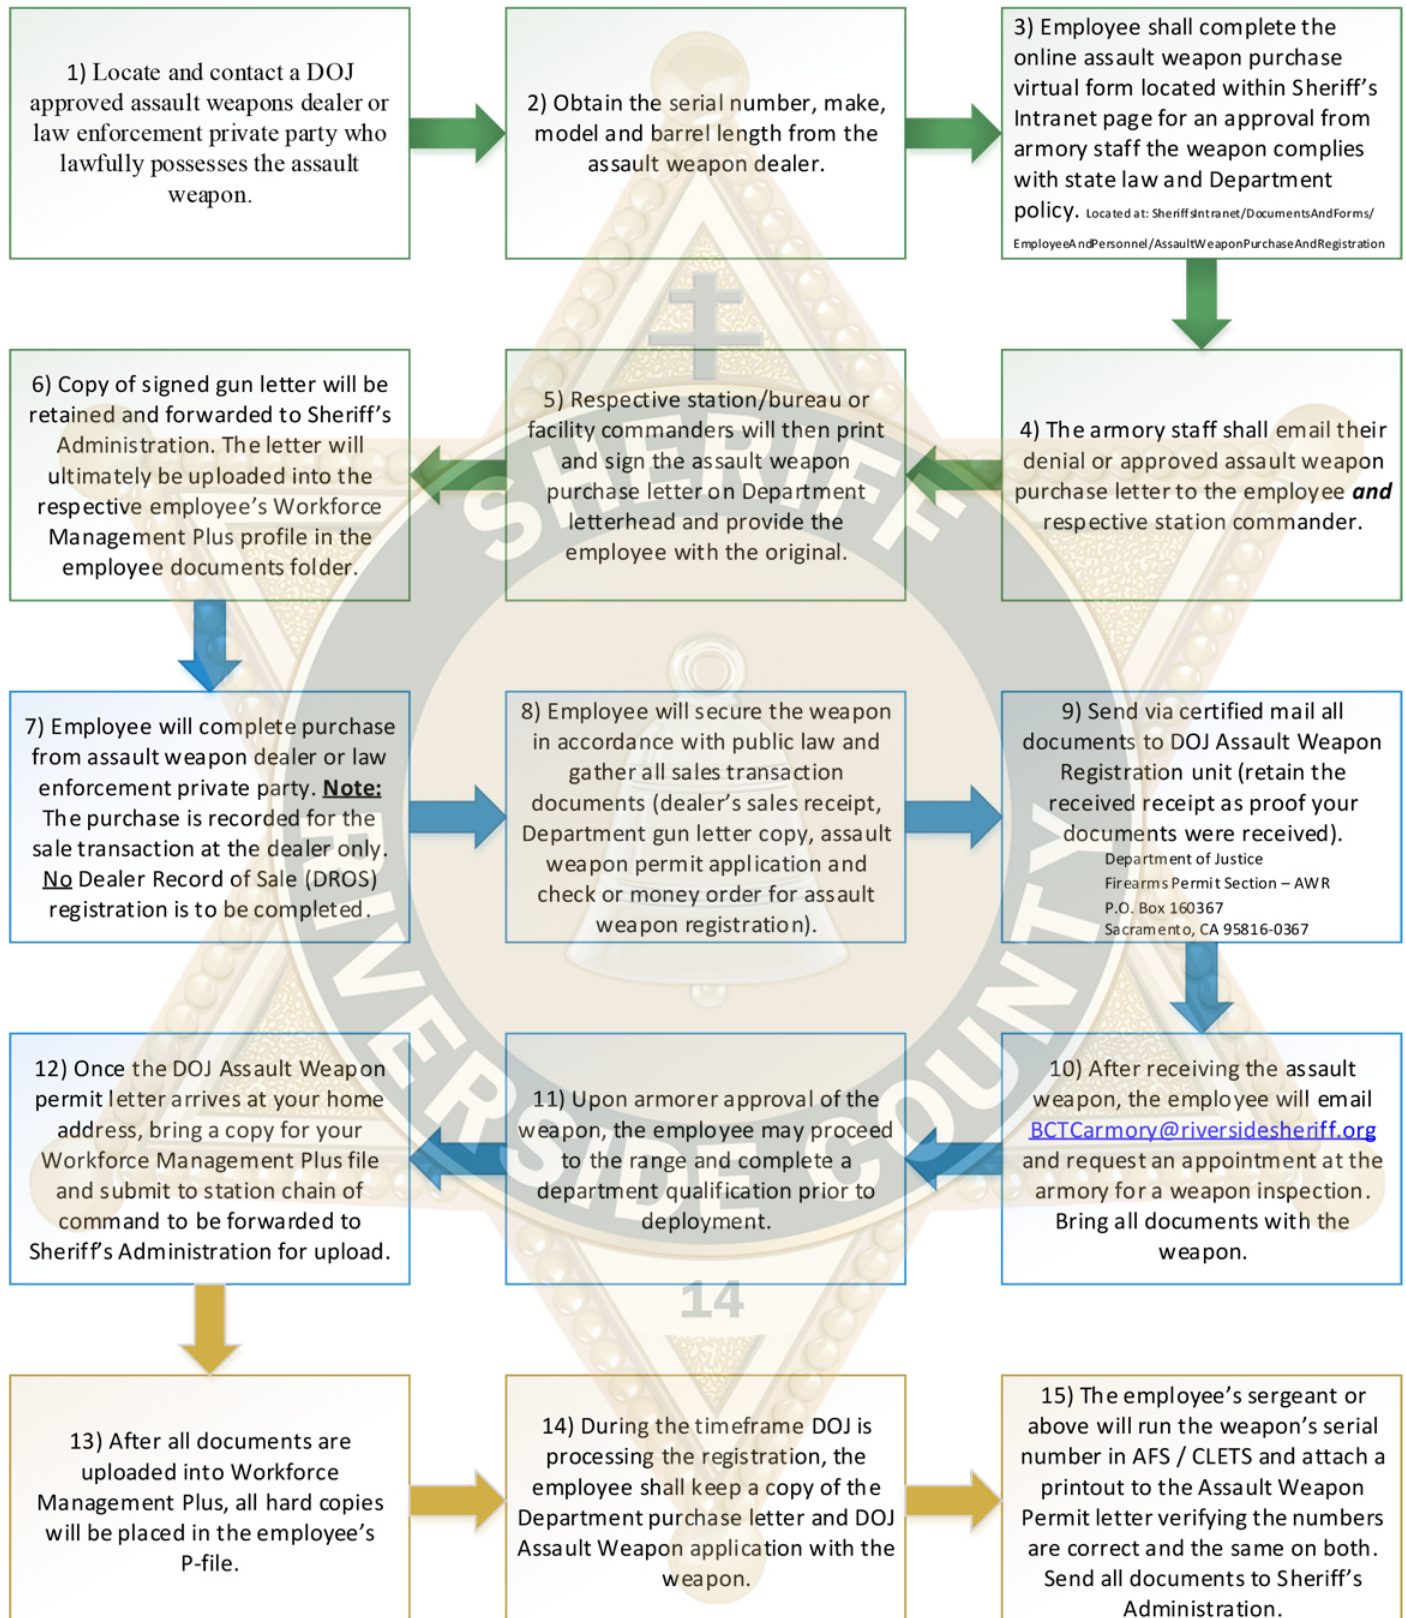 1) Locate and contact a DOJ
approved assault weapons dealer or
law enforcement private party who
lawfully possesses the assault
weapon.
2) Obtain the serial number, make,
model and barrel length from the
assault weapon dealer.
3) Employee shall complete the
online assault weapon purchase
virtual form located within Sheriff's
Intranet page for an approval from
armory staff the weapon complies
with state law and Department
policy. Located at: SheriffsIntranet/DocumentsAndForms/
EmployeeAndPersonnel/AssaultWeaponPurchaseAndRegistration
4) The armory staff shall email their
denial or approved assault weapon
purchase letter to the employee and
respective station commander.
5) Respective station/bureau or
facility commanders will then print
and sign the assault weapon
purchase letter on Department
letterhead and provide the
employee with the original.
6) Copy of signed gun letter will be
retained and forwarded to Sheriff's
Administration. The letter will
ultimately be uploaded into the
respective employee's Workforce
Management Plus profile in the
employee documents folder.
7) Employee will complete purchase
from assault weapon dealer or law
enforcement private party. Note:
The purchase is recorded for the
sale transaction at the dealer only.
No Dealer Record of Sale (DROS)
registration is to be completed.
8) Employee will secure the weapon
in accordance with public law and
gather all sales transaction
documents (dealer's sales receipt,
Department gun letter copy, assault
weapon permit application and
check or money order for assault
weapon registration).
9) Send via certified mail all
documents to DOJ Assault Weapon
Registration unit (retain the
received receipt as proof your
documents were received).
Department of Justice
Firearms Permit Section – AWR
P.O. Box 160367
Sacramento, CA 95816-0367
10) After receiving the assault
weapon, the employee will email
BCTCarmory@riversidesheriff.org
and request an appointment at the
armory for a weapon inspection.
Bring all documents with the
weapon.
11) Upon armorer approval of the
weapon, the employee may proceed
to the range and complete a
department qualification prior to
deployment.
12) Once the DOJ Assault Weapon
permit letter arrives at your home
address, bring a copy for your
Workforce Management Plus file
and submit to station chain of
command to be forwarded to
Sheriff's Administration for upload.
13) After all documents are
uploaded into Workforce
Management Plus, all hard copies
will be placed in the employee's
P-file.
14) During the timeframe DOJ is
processing the registration, the
employee shall keep a copy of the
Department purchase letter and DOJ
Assault Weapon application with the
weapon.
15) The employee's sergeant or
above will run the weapon's serial
number in AFS / CLETS and attach a
printout to the Assault Weapon
Permit letter verifying the numbers
are correct and the same on both.
Send all documents to Sheriff's
Administration.
SHERIFF
RIVERSIDE COUNTY
14